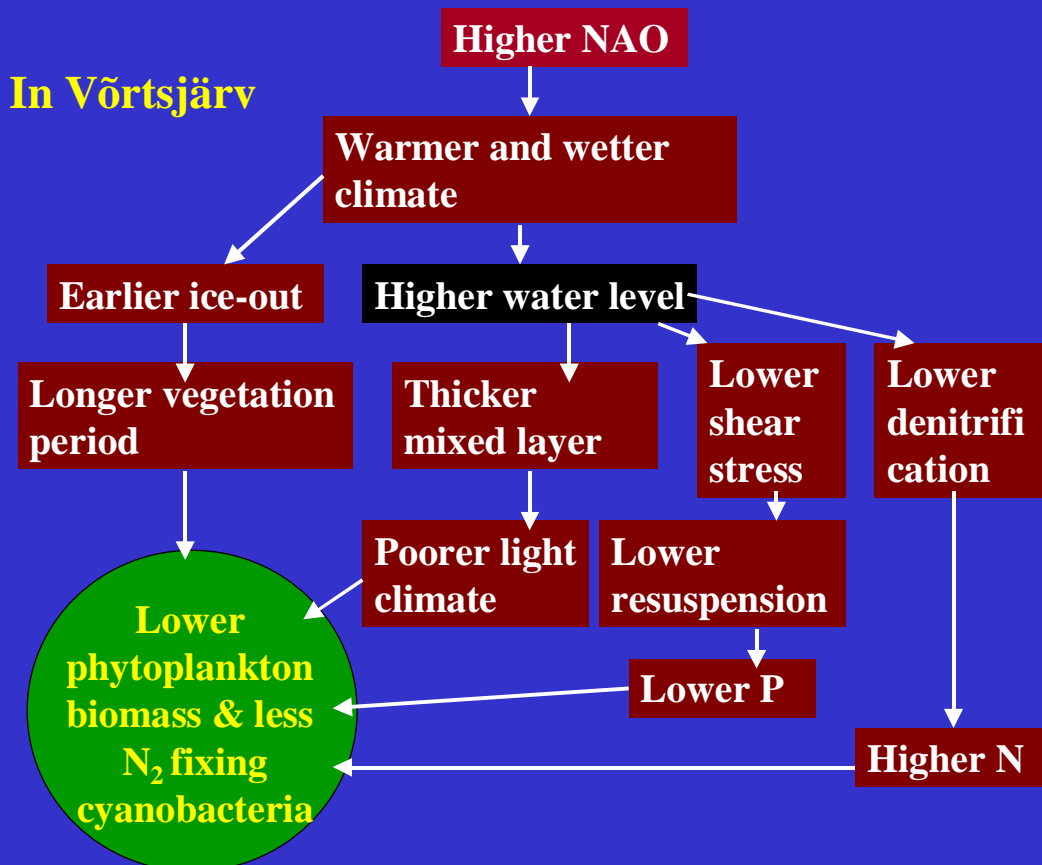 Higher NAO
In Võrtsjärv
Warmer and wetter
climate
Earlier ice-out
Higher water level
Longer vegetation
period
Thicker
mixed layer
Lower
shear
stress
Lower
denitrifi
cation
Poorer light
climate
Lower
resuspension
Lower
phytoplankton
biomass & less
N₂ fixing
cyanobacteria
Lower P
Higher N